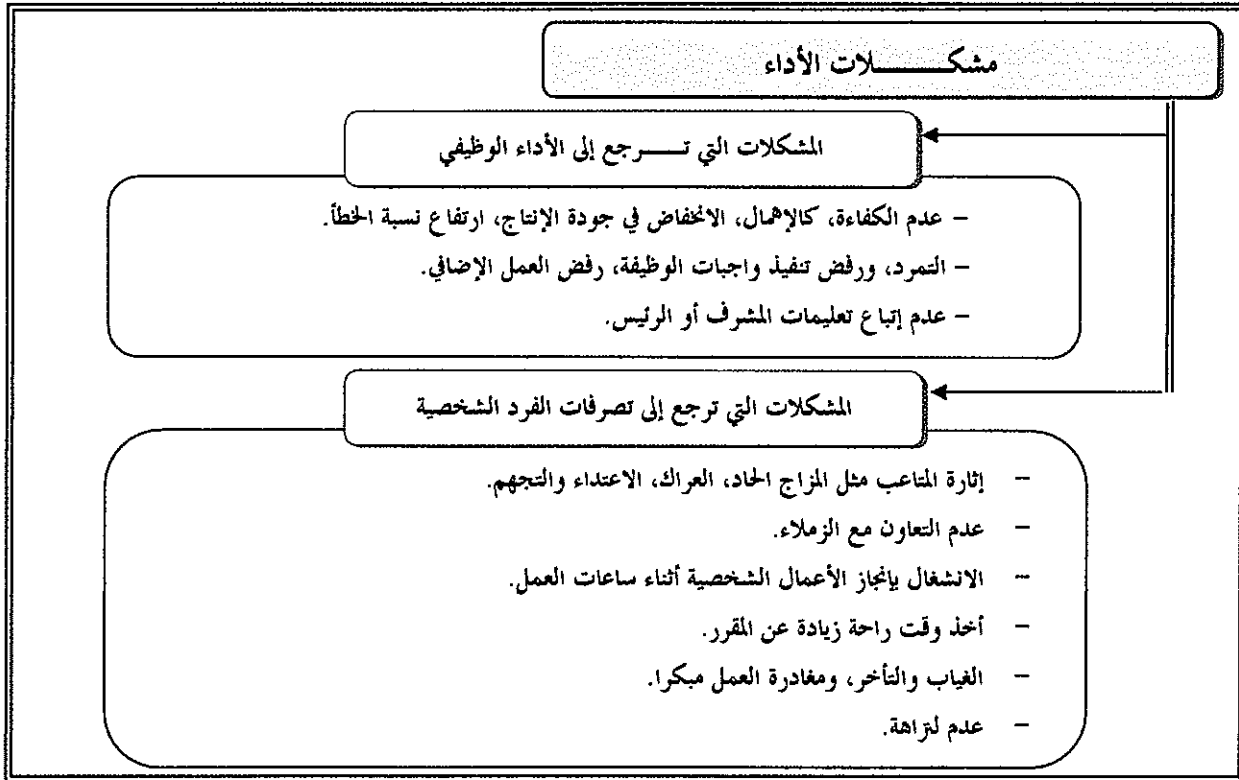 مشكـــــــــلات الأداء
المشكلات التي تـــــرجع إلى الأداء الوظيفي
– عدم الكفاءة، كالإهمال، الانخفاض في جودة الإنتاج، ارتفاع نسبة الخطأ.
– التمرد، ورفض تنفيذ واجبات الوظيفة، رفض العمل الإضافي.
– عدم إتباع تعليمات المشرف أو الرئيس.
المشكلات التي ترجع إلى تصرفات الفرد الشخصية
– إثارة المتاعب مثل المزاج الحاد، العراك، الاعتداء والتجهم.
– عدم التعاون مع الزملاء.
– الانشغال بإنجاز الأعمال الشخصية أثناء ساعات العمل.
– أخذ وقت راحة زيادة عن المقرر.
– الغياب والتأخر، ومغادرة العمل مبكرا.
– عدم لنزاهة.